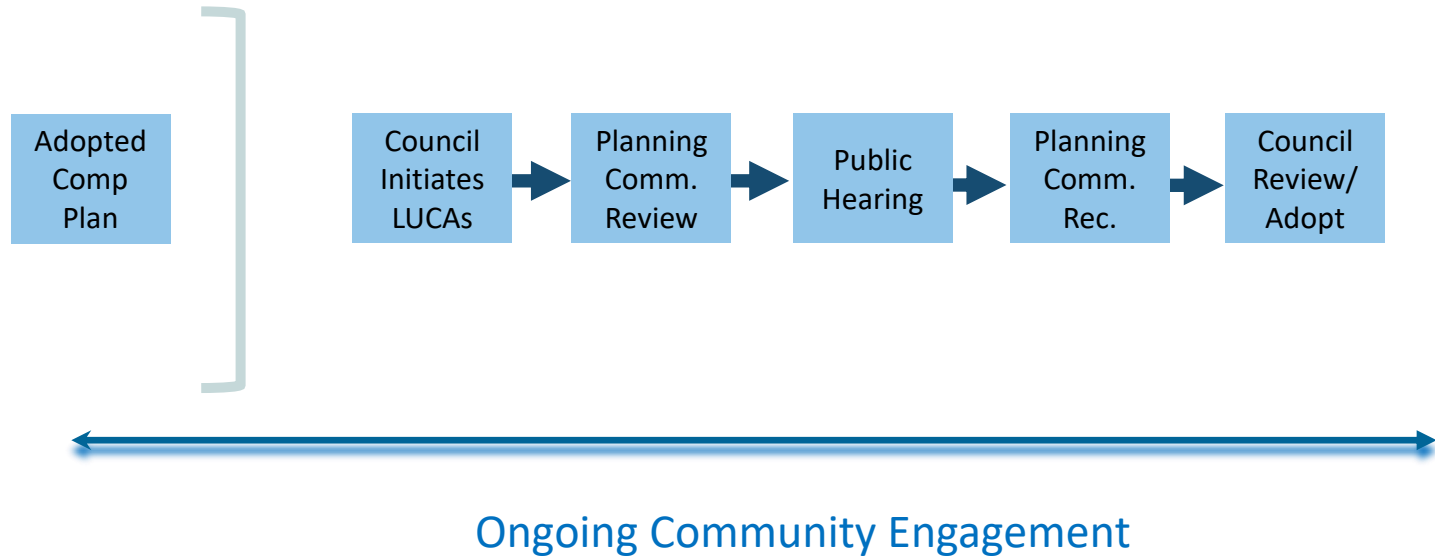 Adopted
Comp
Plan
Council
Initiates
LUCAs
Planning
Comm.
Review
Public
Hearing
Planning
Comm.
Rec.
Council
Review/
Adopt
Ongoing Community Engagement